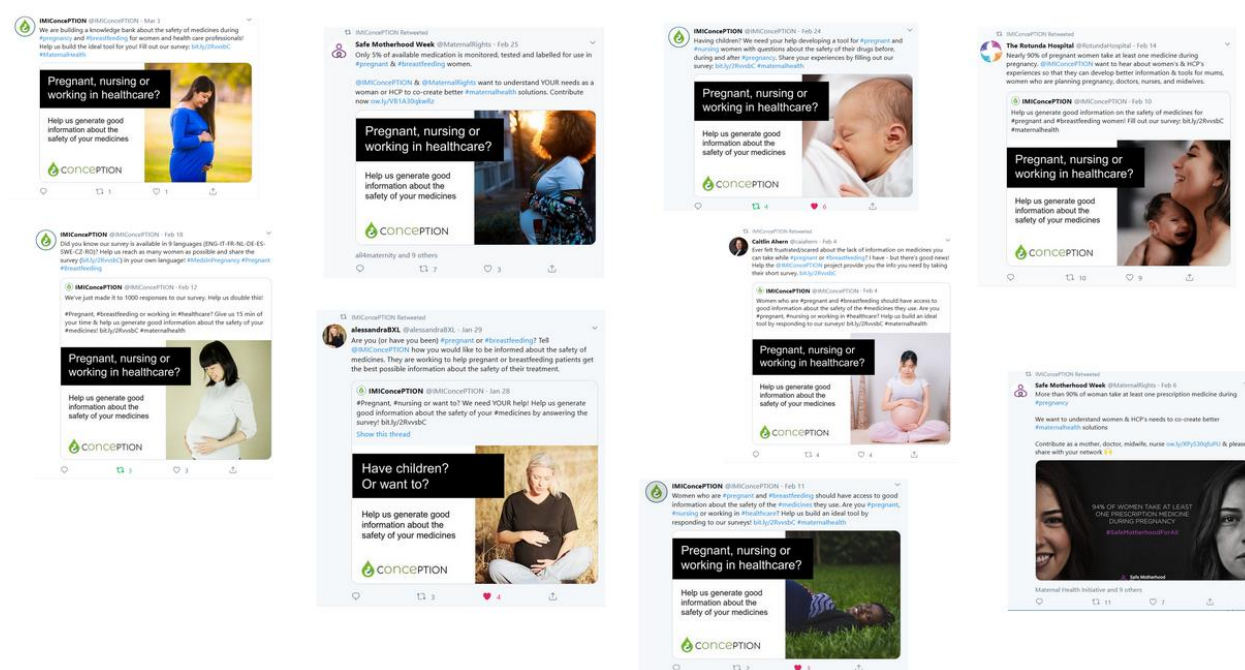 IMIConcePTION @IMIConcePTION · Mar 3
We are building a knowledge bank about the safety of medicines during
#pregnancy and #breastfeeding for women and health care professionals!
Help us build the ideal tool for you! Fill out our survey: bit.ly/2RvvsbC
#MaternalHealth
Pregnant, nursing or
working in healthcare?
Help us generate good
information about the
safety of your medicines
concePTION
1
1
IMIConcePTION @IMIConcePTION · Feb 18
Did you know our survey is available in 9 languages (ENG-IT-FR-NL-DE-ES-
SWE-CZ-RO)? Help us reach as many women as possible and share the
survey (bit.ly/2RvvsbC) in your own language! #MedsInPregnancy #Pregnant
#Breastfeeding
IMIConcePTION @IMIConcePTION · Feb 12
We've just made it to 1000 responses to our survey. Help us double this!
#Pregnant, #breastfeeding or working in #healthcare? Give us 15 min of
your time & help us generate good information about the safety of your
#medicines! bit.ly/2RvvsbC #maternalhealth
Pregnant, nursing or
working in healthcare?
Help us generate good
information about the
safety of your medicines
concePTION
3
3
IMIConcePTION Retweeted
Safe Motherhood Week @MaternalRights · Feb 25
Only 5% of available medication is monitored, tested and labelled for use in
#pregnant & #breastfeeding women.
@IMIConcePTION & @MaternalRights want to understand YOUR needs as a
woman or HCP to co-create better #maternalhealth solutions. Contribute
now
Pregnant, nursing or
working in healthcare?
Help us generate good
information about the
safety of your medicines
concePTION
all4maternity and 9 others
7
3
IMIConcePTION Retweeted
alessandraBXL @alessandraBXL · Jan 29
Are you (or have you been) #pregnant or #breastfeeding? Tell
@IMIConcePTION how you would like to be informed about the safety of
medicines. They are working to help pregnant or breastfeeding patients get
the best possible information about the safety of their treatment.
IMIConcePTION @IMIConcePTION · Jan 28
#Pregnant, #nursing or want to? We need YOUR help! Help us generate
good information about the safety of your #medicines by answering the
survey! bit.ly/2RvvsbC
Show this thread
Have children?
Or want to?
Help us generate good
information about the
safety of your medicines
concePTION
3
4
IMIConcePTION @IMIConcePTION · Feb 24
Having children? We need your help developing a tool for #pregnant and
#nursing women with questions about the safety of their drugs before,
during and after #pregnancy. Share your experiences by filling out our
survey: bit.ly/2RvvsbC #maternalhealth
Pregnant, nursing or
working in healthcare?
Help us generate good
information about the
safety of your medicines
concePTION
4
6
IMIConcePTION Retweeted
Caitlin Ahern @caiahern · Feb 4
Ever felt frustrated/scared about the lack of information on medicines you
can take while #pregnant or #breastfeeding? I have - but there's good news!
Help the @IMIConcePTION project provide you the info you need by taking
their short survey. bit.ly/2RvvsbC
IMIConcePTION @IMIConcePTION · Feb 4
Women who are #pregnant and #breastfeeding should have access to
good information about the safety of the #medicines they use. Are you
#pregnant, #nursing or working in #healthcare? Help us build an ideal
tool by responding to our surveys! bit.ly/2RvvsbC #maternalhealth
Pregnant, nursing or
working in healthcare?
Help us generate good
information about the
safety of your medicines
concePTION
4
4
IMIConcePTION @IMIConcePTION · Feb 11
Women who are #pregnant and #breastfeeding should have access to good
information about the safety of the #medicines they use. Are you #pregnant,
#nursing or working in #healthcare? Help us build an ideal tool by
responding to our surveys! bit.ly/2RvvsbC #maternalhealth
Pregnant, nursing or
working in healthcare?
Help us generate good
information about the
safety of your medicines
concePTION
IMIConcePTION Retweeted
The Rotunda Hospital @RotundaHospital · Feb 14
Nearly 90% of pregnant women take at least one medicine during
pregnancy. @IMIConcePTION want to hear about women's & HCP's
experiences so that they can develop better information & tools for mums,
women who are planning pregnancy, doctors, nurses, and midwives.
IMIConcePTION @IMIConcePTION · Feb 10
Help us generate good information on the safety of medicines for
#pregnant and #breastfeeding women! Fill out our survey: bit.ly/2RvvsbC
#maternalhealth
Pregnant, nursing or
working in healthcare?
Help us generate good
information about the
safety of your medicines
concePTION
10
9
IMIConcePTION Retweeted
Safe Motherhood Week @MaternalRights · Feb 6
More than 90% of woman take at least one prescription medicine during
#pregnancy
We want to understand women & HCP's needs to co-create better
#maternalhealth solutions
Contribute as a mother, doctor, midwife, nurse & please
share with your network
94% OF WOMEN TAKE AT LEAST
ONE PRESCRIPTION MEDICINE
DURING PREGNANCY
#SafeMotherhoodForAll
Safe Motherhood
Maternal Health Initiative and 9 others
11
7